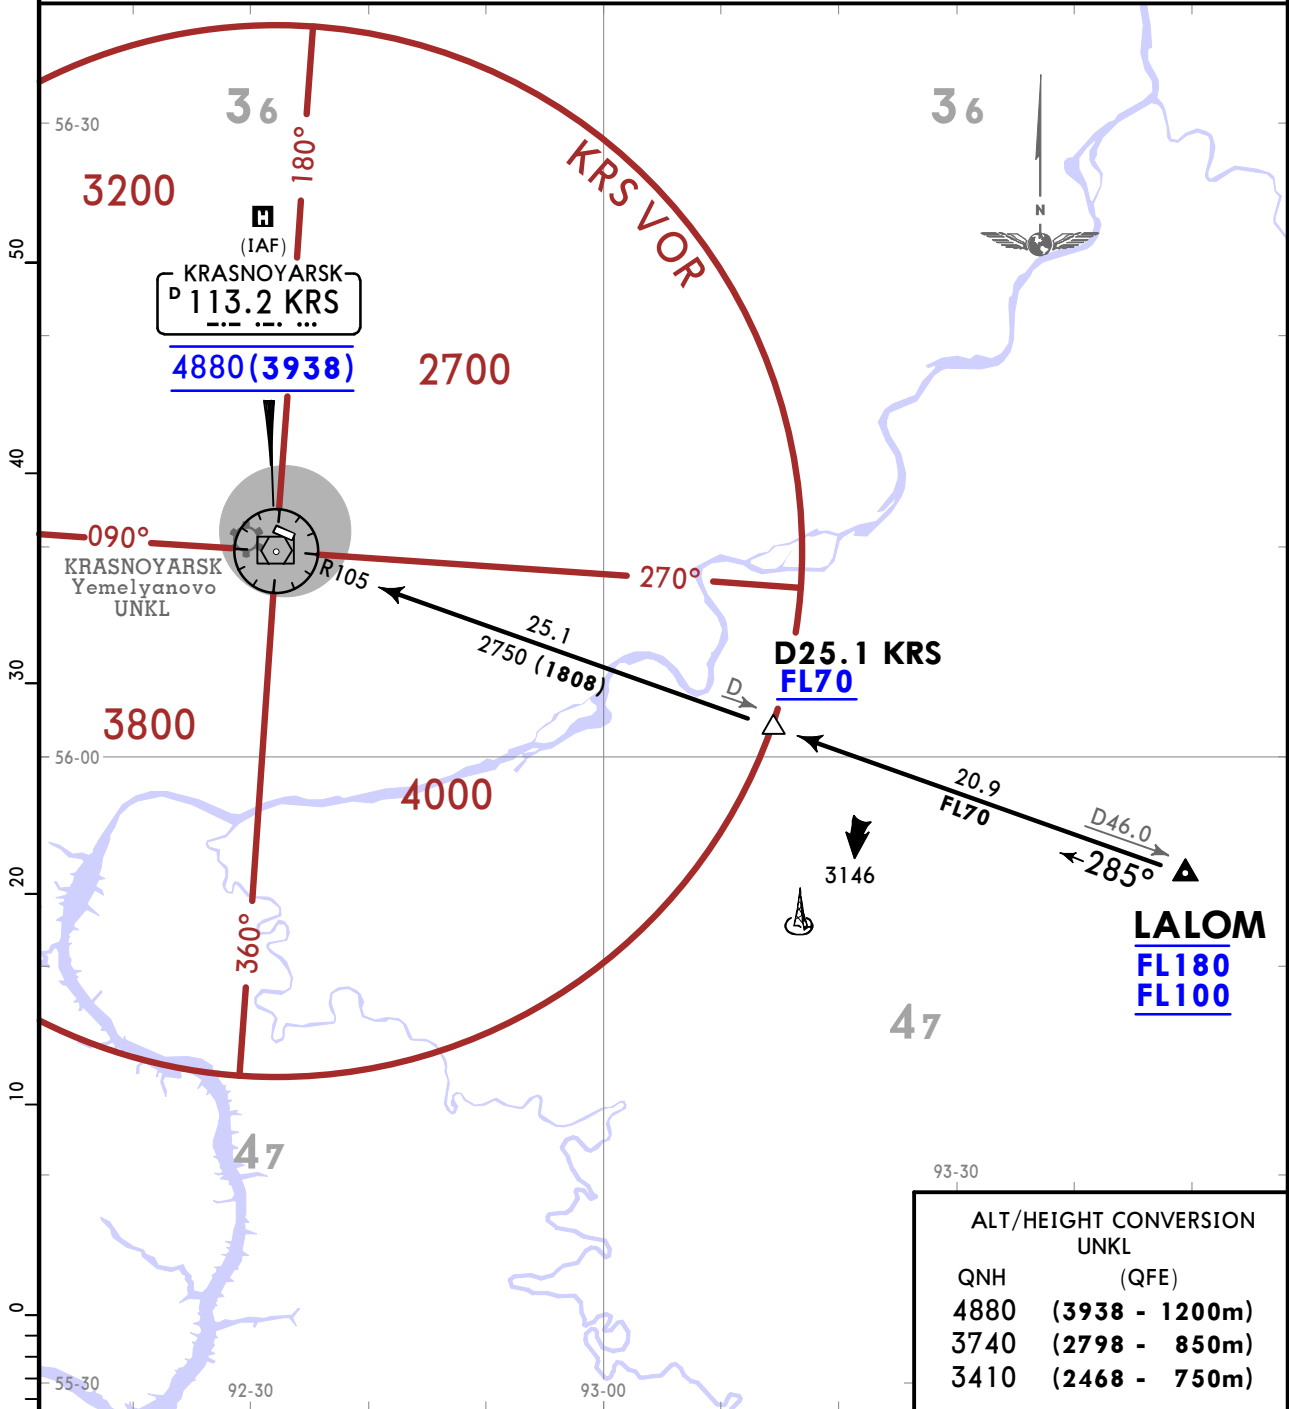 36
36
56-30
180°
KRS VOR
3200
N
(IAF)
KRASNOYARSK
D 113.2 KRS
50
4880(3938)
2700
40
090°
KRASNOYARSK
Yemelyanovo
UNKL
R105
270°
25.1
2750 (1808)
D25.1 KRS
FL70
D
30
3800
56-00
4000
20.9
FL70
D46.0
285°
3146
20
LALOM
FL180
FL100
360°
47
10
47
93-30
ALT/HEIGHT CONVERSION
UNKL
QNH (QFE)
4880 (3938 - 1200m)
3740 (2798 - 850m)
3410 (2468 - 750m)
0
55-30
92-30
93-00
H